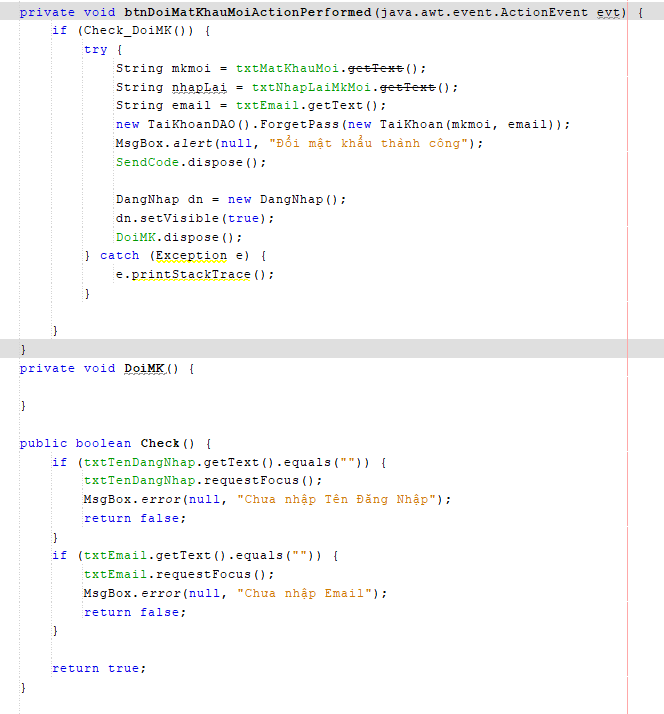 private void btnDoiMatKhauMoiActionPerformed(java.awt.event.ActionEvent evt) {
    if (Check_DoiMK()) {
        try {
            String mkmoi = txtMatKhauMoi.getText();
            String nhapLai = txtNhapLaiMkMoi.getText();
            String email = txtEmail.getText();
            new TaiKhoanDAO().ForgetPass(new TaiKhoan(mkmoi, email));
            MsgBox.alert(null, "Đổi mật khẩu thành công");
            SendCode.dispose();

            DangNhap dn = new DangNhap();
            dn.setVisible(true);
            DoiMK.dispose();
        } catch (Exception e) {
            e.printStackTrace();
        }

    }
}
private void DoiMK() {

}

public boolean Check() {
    if (txtTenDangNhap.getText().equals("")) {
        txtTenDangNhap.requestFocus();
        MsgBox.error(null, "Chưa nhập Tên Đăng Nhập");
        return false;
    }
    if (txtEmail.getText().equals("")) {
        txtEmail.requestFocus();
        MsgBox.error(null, "Chưa nhập Email");
        return false;
    }

    return true;
}